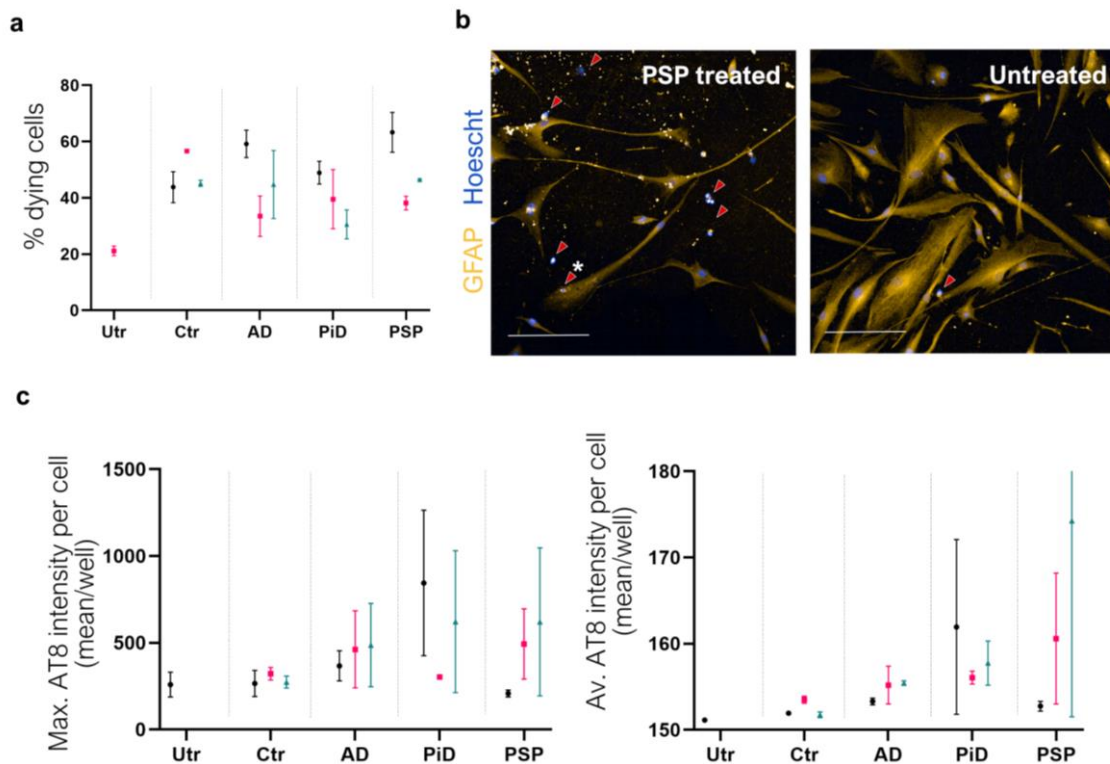 a
% dying cells
80
60
40
20
0
Utr Ctr AD PiD PSP
b
GFAP Hoescht
PSP treated
*
Untreated
c
Max. AT8 intensity per cell
(mean/well)
1500
1000
500
0
Utr Ctr AD PiD PSP
Av. AT8 intensity per cell
(mean/well)
180
170
160
150
Utr Ctr AD PiD PSP